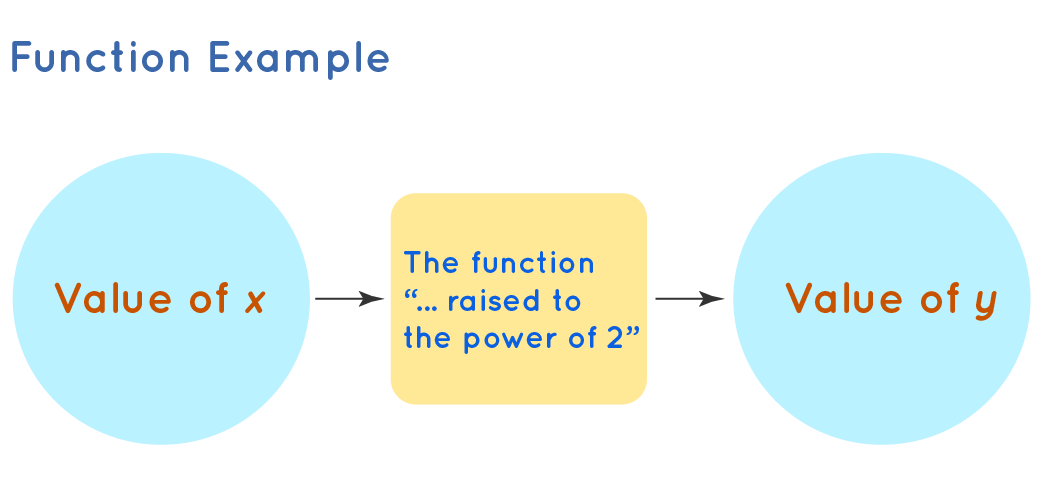 Function Example
Value of x
The function
“... raised to
the power of 2”
Value of y